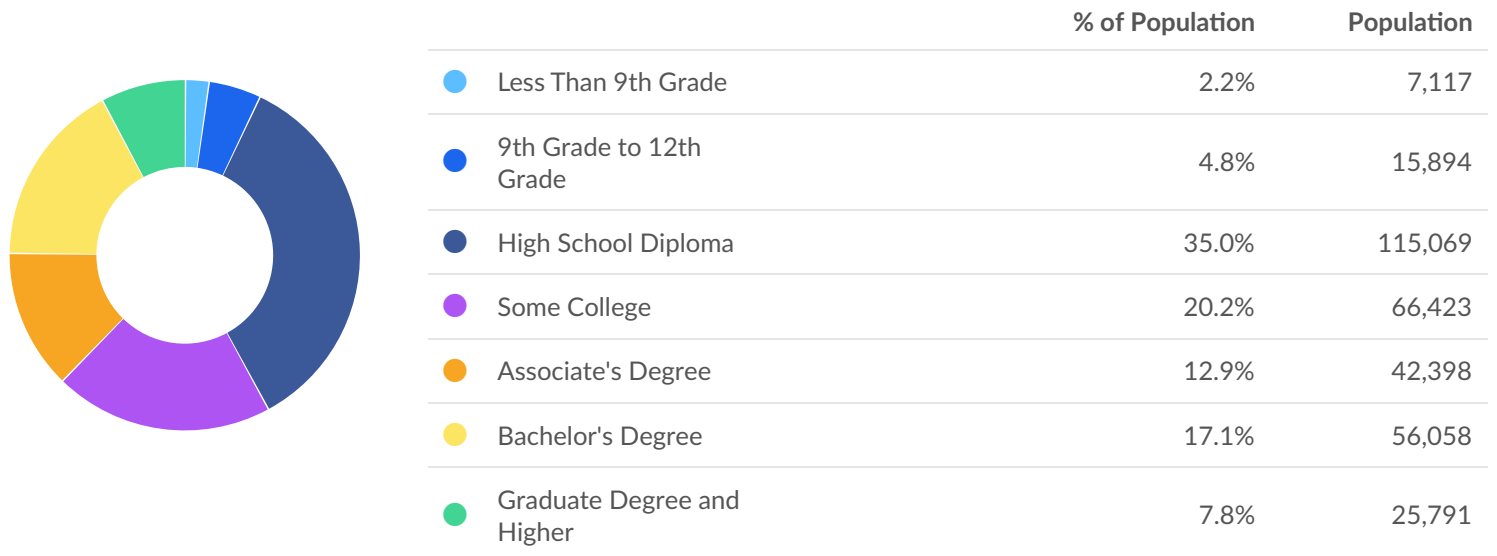 % of Population Population
Less Than 9th Grade 2.2% 7,117
9th Grade to 12th
Grade 4.8% 15,894
High School Diploma 35.0% 115,069
Some College 20.2% 66,423
Associate's Degree 12.9% 42,398
Bachelor's Degree 17.1% 56,058
Graduate Degree and
Higher 7.8% 25,791